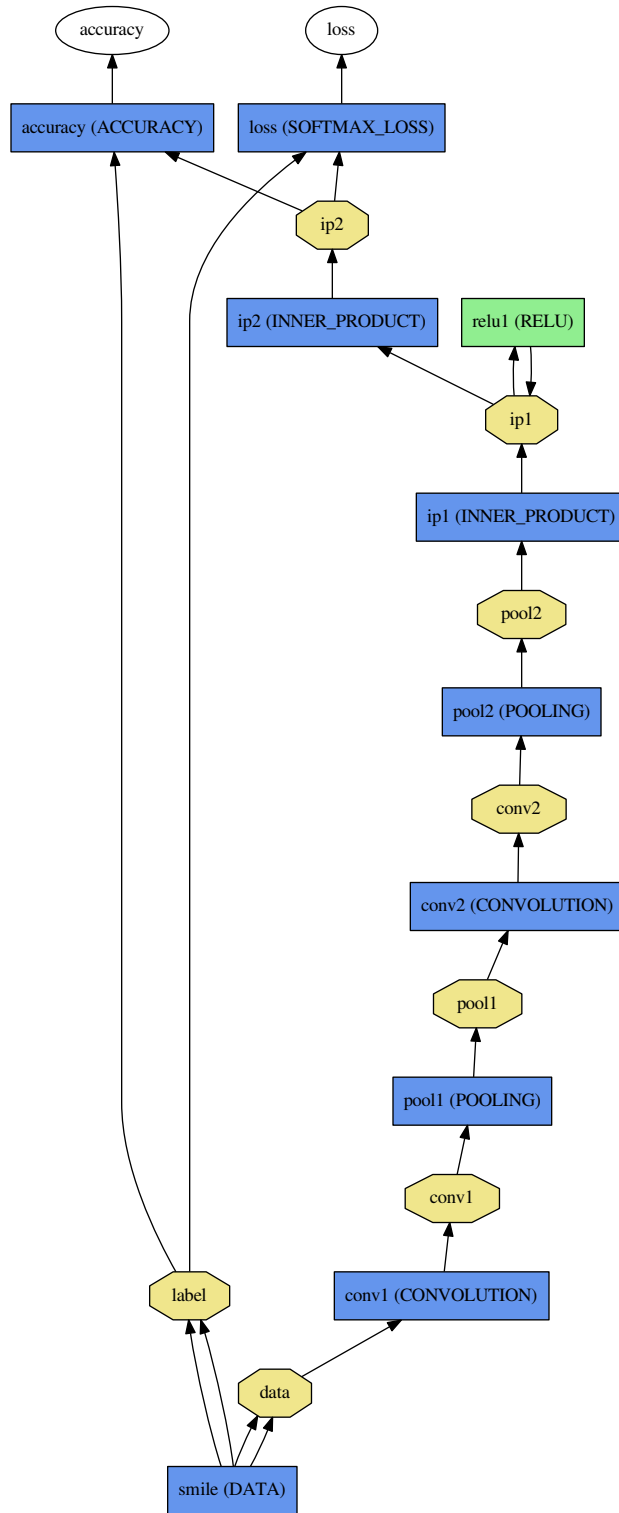 accuracy
loss
accuracy (ACCURACY)
loss (SOFTMAX_LOSS)
ip2
ip2 (INNER_PRODUCT)
relu1 (RELU)
ip1
ip1 (INNER_PRODUCT)
pool2
pool2 (POOLING)
conv2
conv2 (CONVOLUTION)
pool1
pool1 (POOLING)
conv1
conv1 (CONVOLUTION)
label
data
smile (DATA)